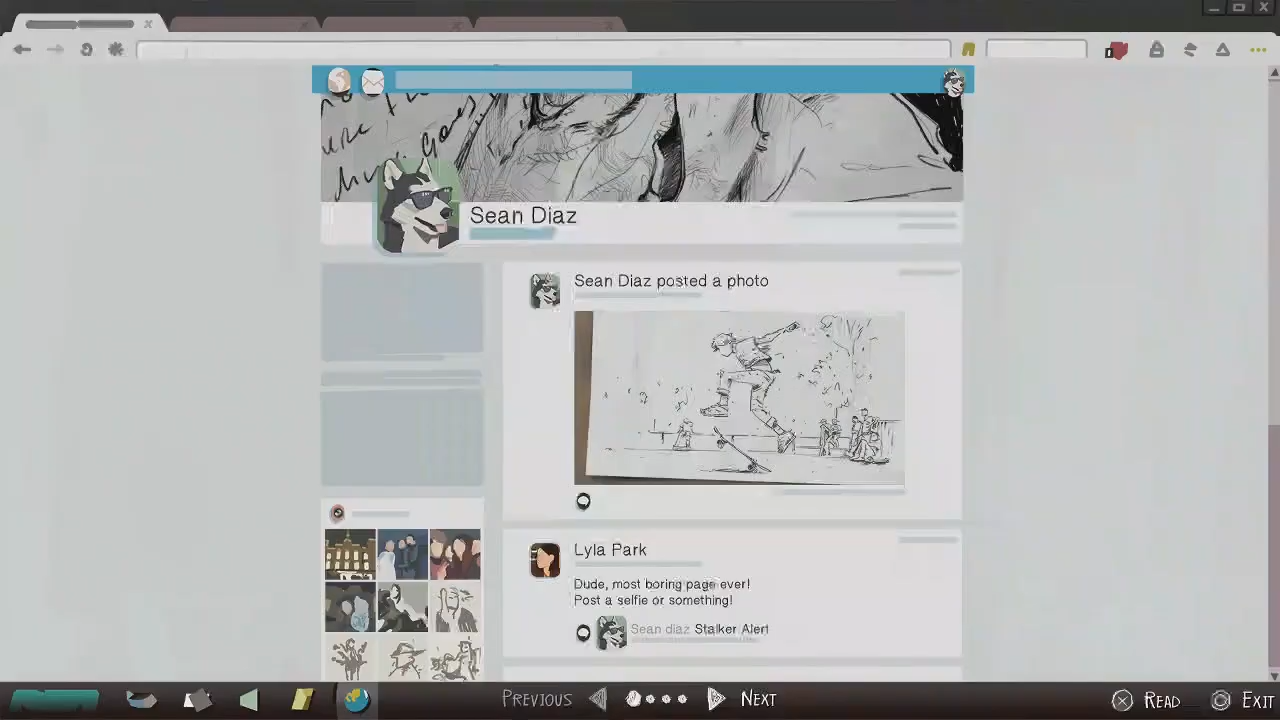 Sean Diaz
Sean Diaz posted a photo
Lyla Park
Dude, most boring page ever!
Post a selfie or something!
Sean diaz Stalker Alert
PREVIOUS NEXT READ EXIT